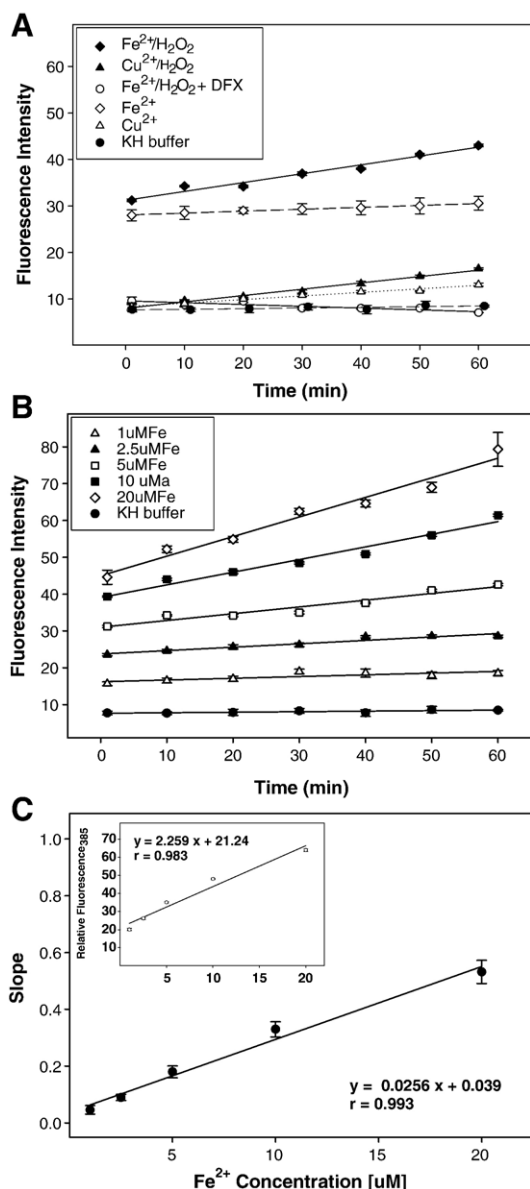 A
Fe²⁺/H₂O₂
Cu²⁺/H₂O₂
Fe²⁺/H₂O₂ + DFX
Fe²⁺
Cu²⁺
KH buffer
Fluorescence Intensity
60
50
40
30
20
10
0 10 20 30 40 50 60
Time (min)
B
1uMFe
2.5uMFe
5uMFe
10 uMa
20uMFe
KH buffer
Fluorescence Intensity
80
70
60
50
40
30
20
10
0 10 20 30 40 50 60
Time (min)
C
Slope
1.0
0.8
0.6
0.4
0.2
0.0
Relative Fluorescence₃₈₅
70
60
50
40
30
20
10
y = 2.259 x + 21.24
r = 0.983
5 10 15 20
y = 0.0256 x + 0.039
r = 0.993
5 10 15 20
Fe²⁺ Concentration [uM]